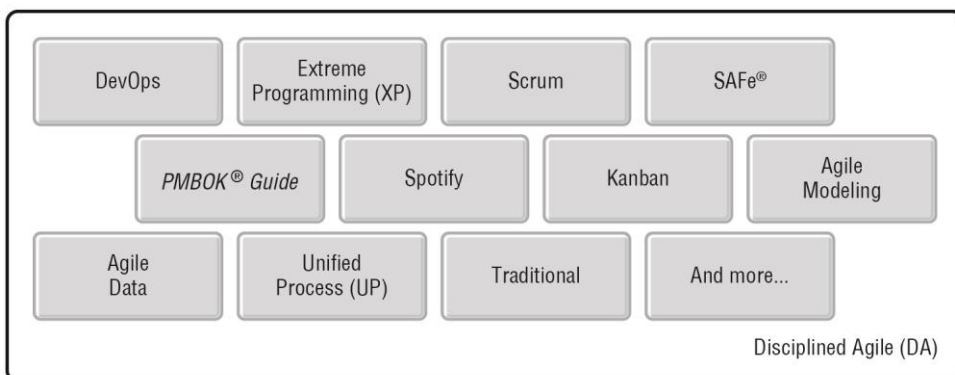 DevOps
Extreme
Programming (XP)
Scrum
SAFe®
PMBOK® Guide
Spotify
Kanban
Agile
Modeling
Agile
Data
Unified
Process (UP)
Traditional
And more...
Disciplined Agile (DA)